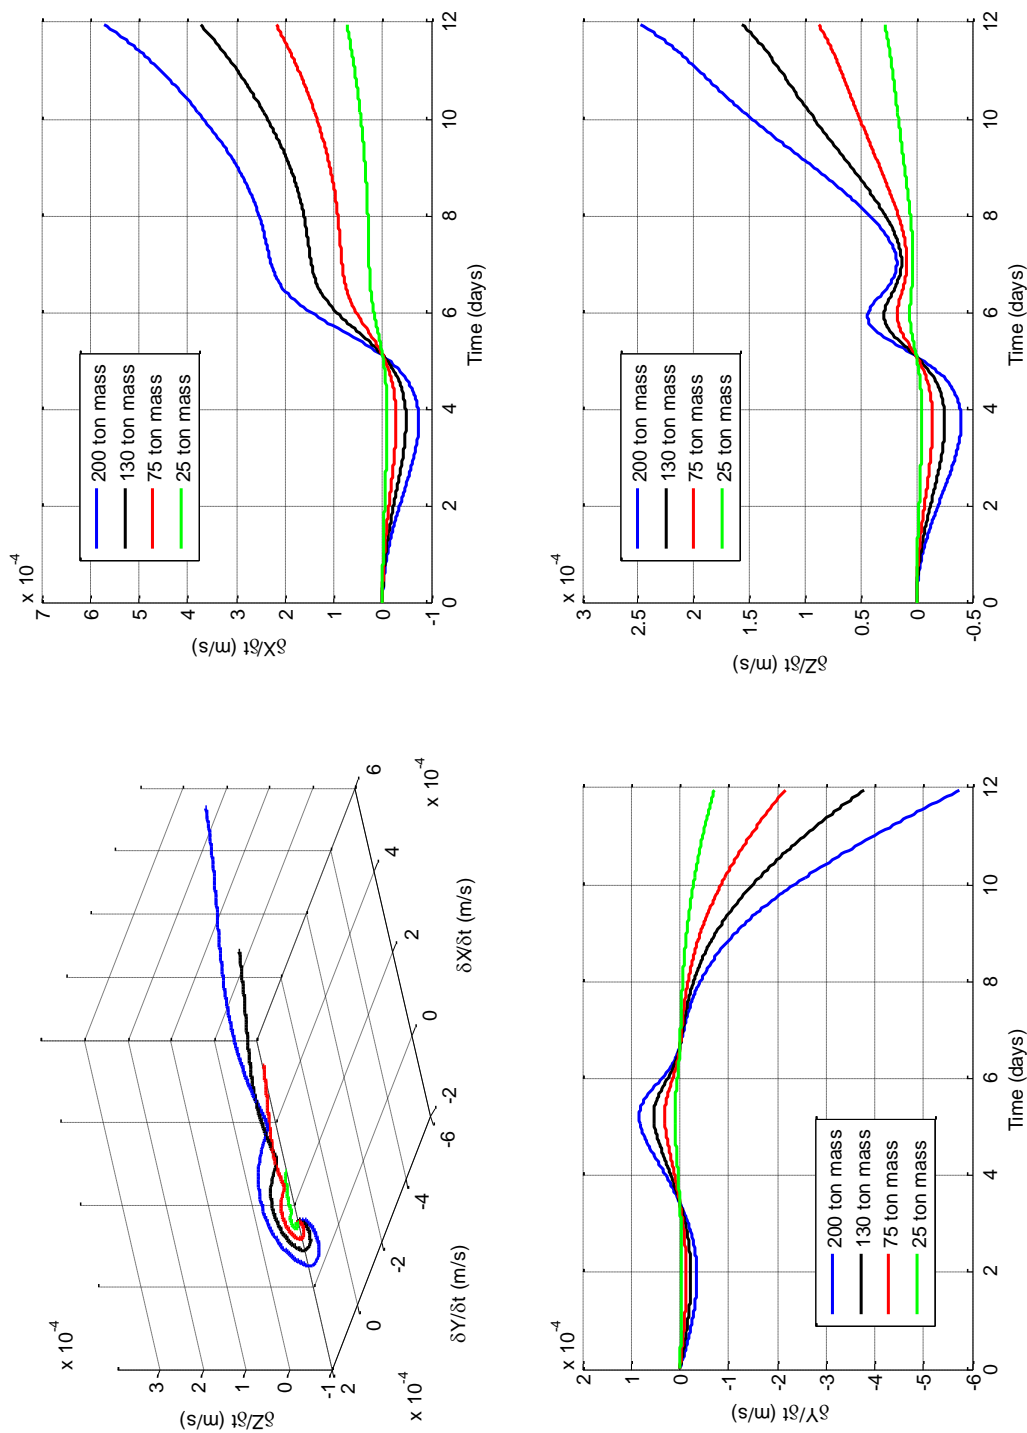 x 10⁻⁴
3
2
1
0
-1
δZ/δt (m/s)
2
0
-2
-4
-6
x 10⁻⁴
δY/δt (m/s)
-2
0
2
4
6
x 10⁻⁴
δX/δt (m/s)
x 10⁻⁴
7
6
5
4
3
2
1
0
-1
δX/δt (m/s)
200 ton mass
130 ton mass
75 ton mass
25 ton mass
0
2
4
6
8
10
12
Time (days)
x 10⁻⁴
2
1
0
-1
-2
-3
-4
-5
-6
δY/δt (m/s)
200 ton mass
130 ton mass
75 ton mass
25 ton mass
0
2
4
6
8
10
12
Time (days)
x 10⁻⁴
3
2.5
2
1.5
1
0.5
0
-0.5
δZ/δt (m/s)
200 ton mass
130 ton mass
75 ton mass
25 ton mass
0
2
4
6
8
10
12
Time (days)